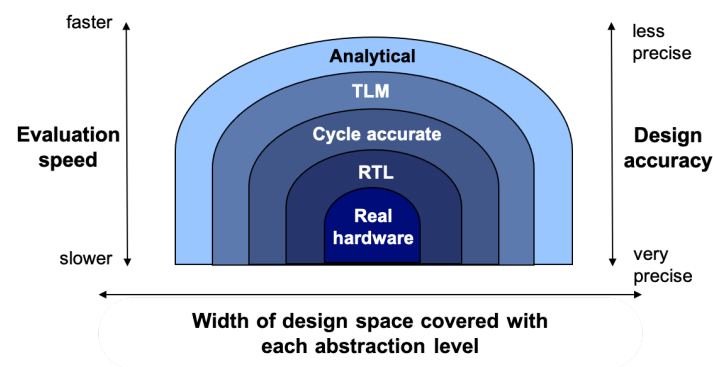 faster
less
precise
Analytical
TLM
Evaluation
speed
Cycle accurate
Design
accuracy
RTL
Real
hardware
slower
very
precise
Width of design space covered with
each abstraction level